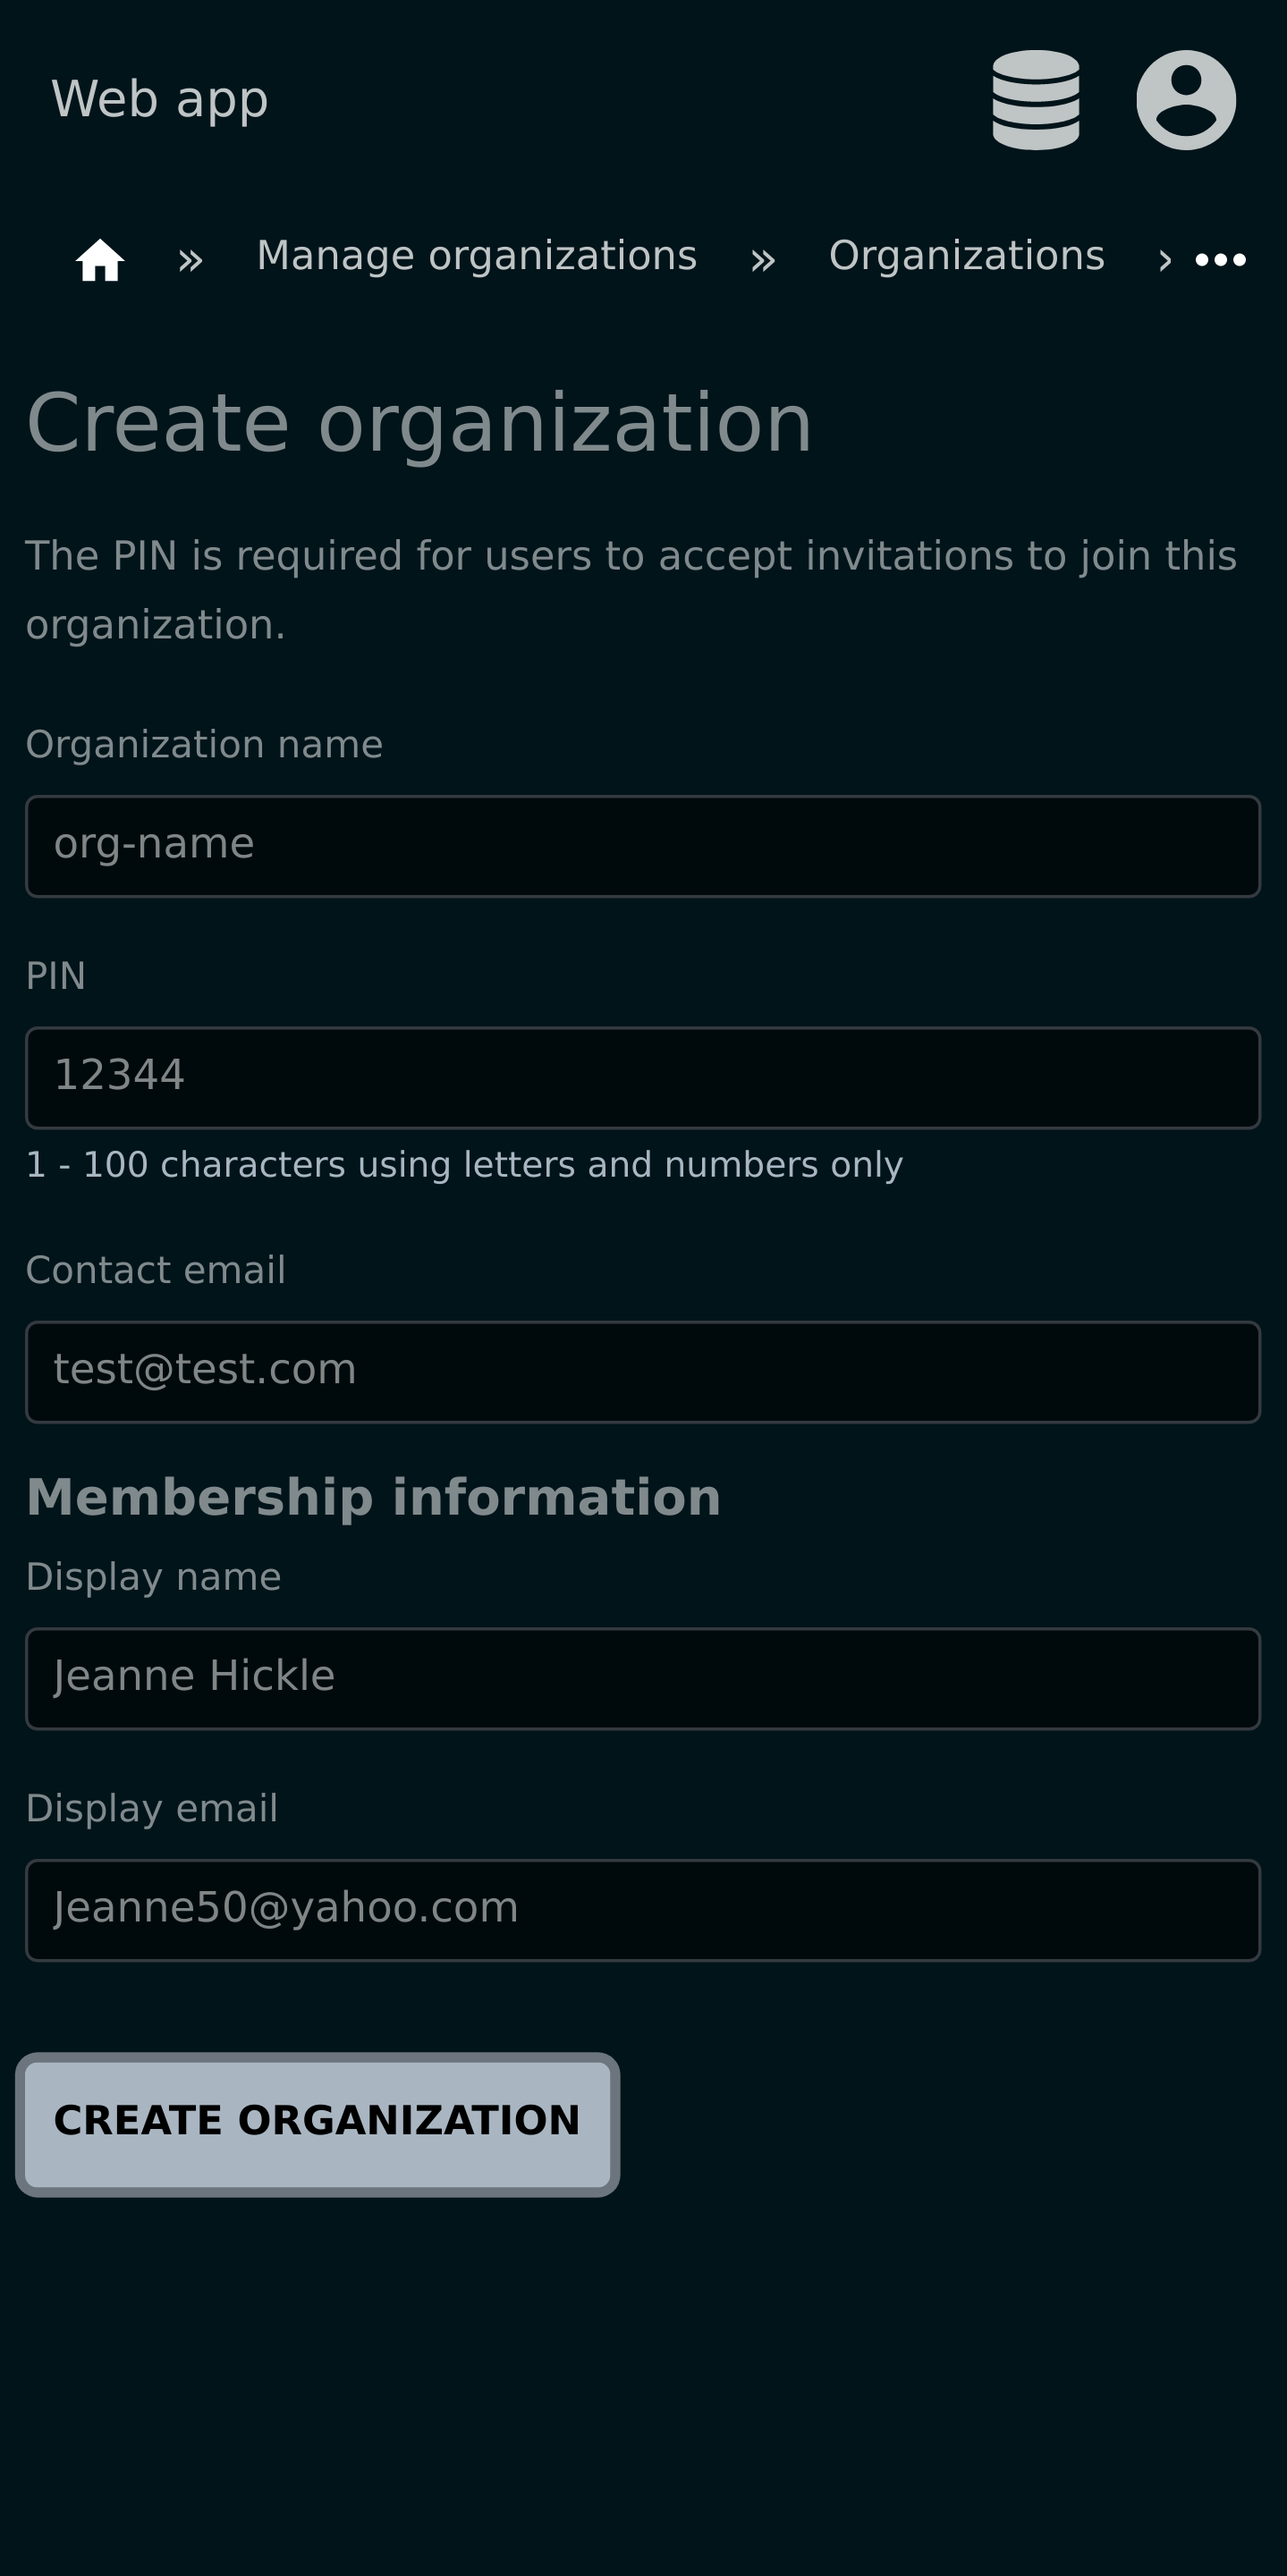 Web app
» Manage organizations » Organizations ›
Create organization
The PIN is required for users to accept invitations to join this
organization.
Organization name
org-name
PIN
12344
1 - 100 characters using letters and numbers only
Contact email
test@test.com
Membership information
Display name
Jeanne Hickle
Display email
Jeanne50@yahoo.com
CREATE ORGANIZATION